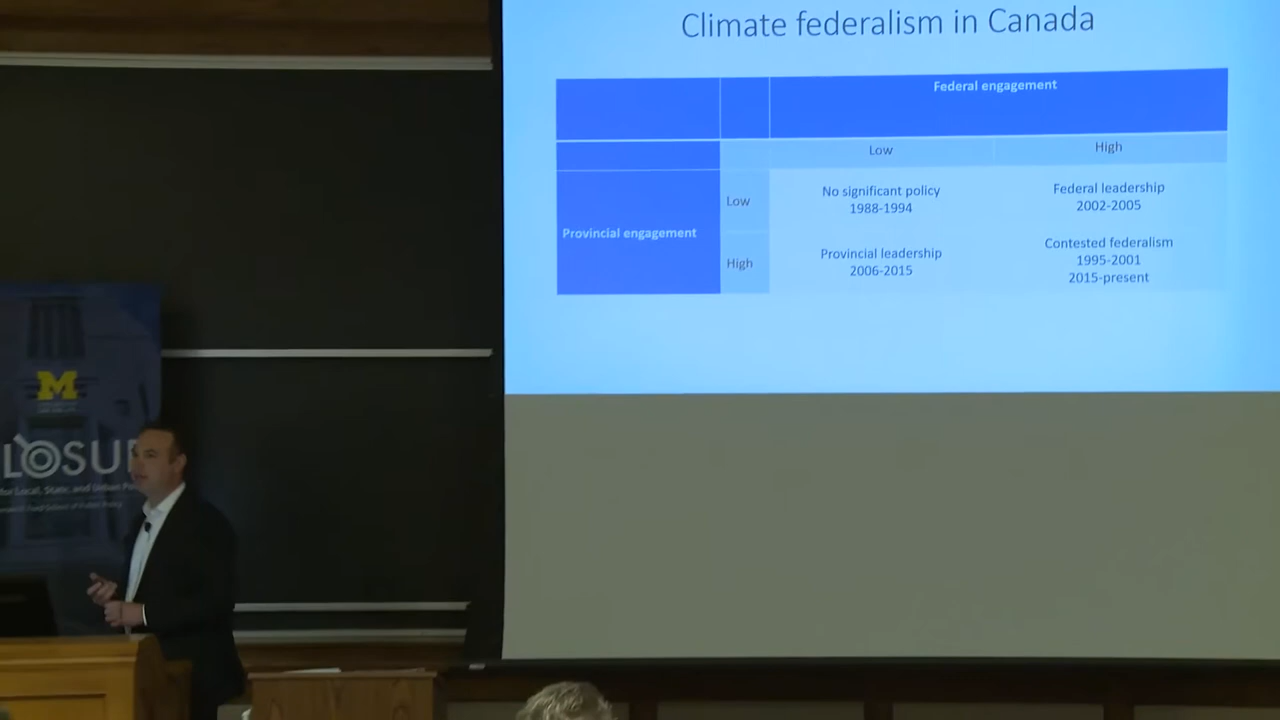 Climate federalism in Canada
Federal engagement
Low
High
Provincial engagement
Low
No significant policy
1988-1994
Federal leadership
2002-2005
High
Provincial leadership
2006-2015
Contested federalism
1995-2001
2015-present
M
for Local, State, and Urban